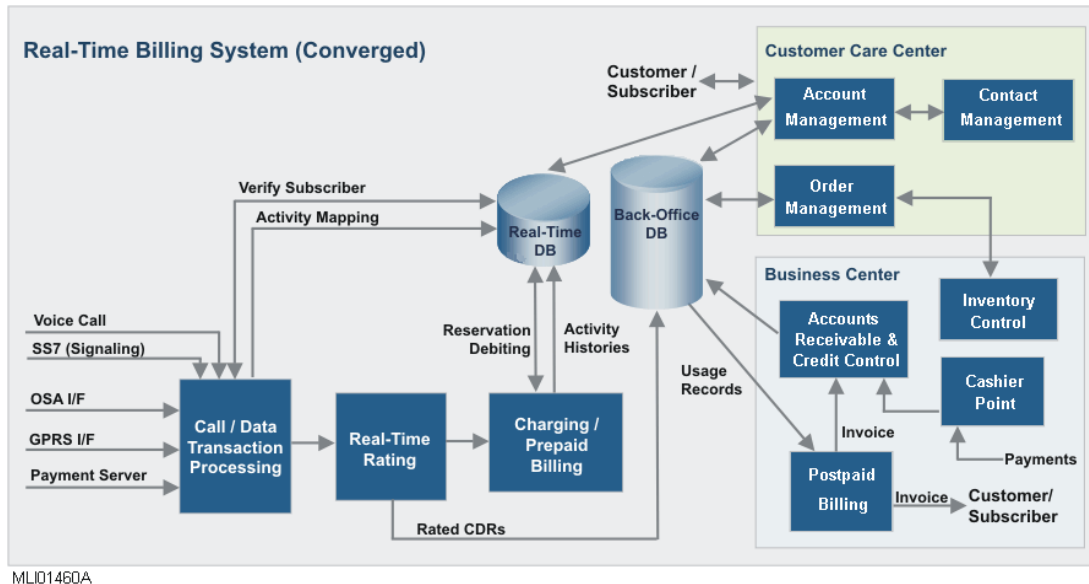 Real-Time Billing System (Converged)
Customer Care Center
Customer /
Subscriber
Account
Management
Contact
Management
Order
Management
Verify Subscriber
Activity Mapping
Real-Time
DB
Back-Office
DB
Business Center
Inventory
Control
Accounts
Receivable &
Credit Control
Cashier
Point
Voice Call
SS7 (Signaling)
OSA I/F
GPRS I/F
Payment Server
Reservation
Debiting
Activity
Histories
Usage
Records
Call / Data
Transaction
Processing
Real-Time
Rating
Charging /
Prepaid
Billing
Invoice
Payments
Postpaid
Billing
Invoice
Customer/
Subscriber
Rated CDRs
MLI01460A